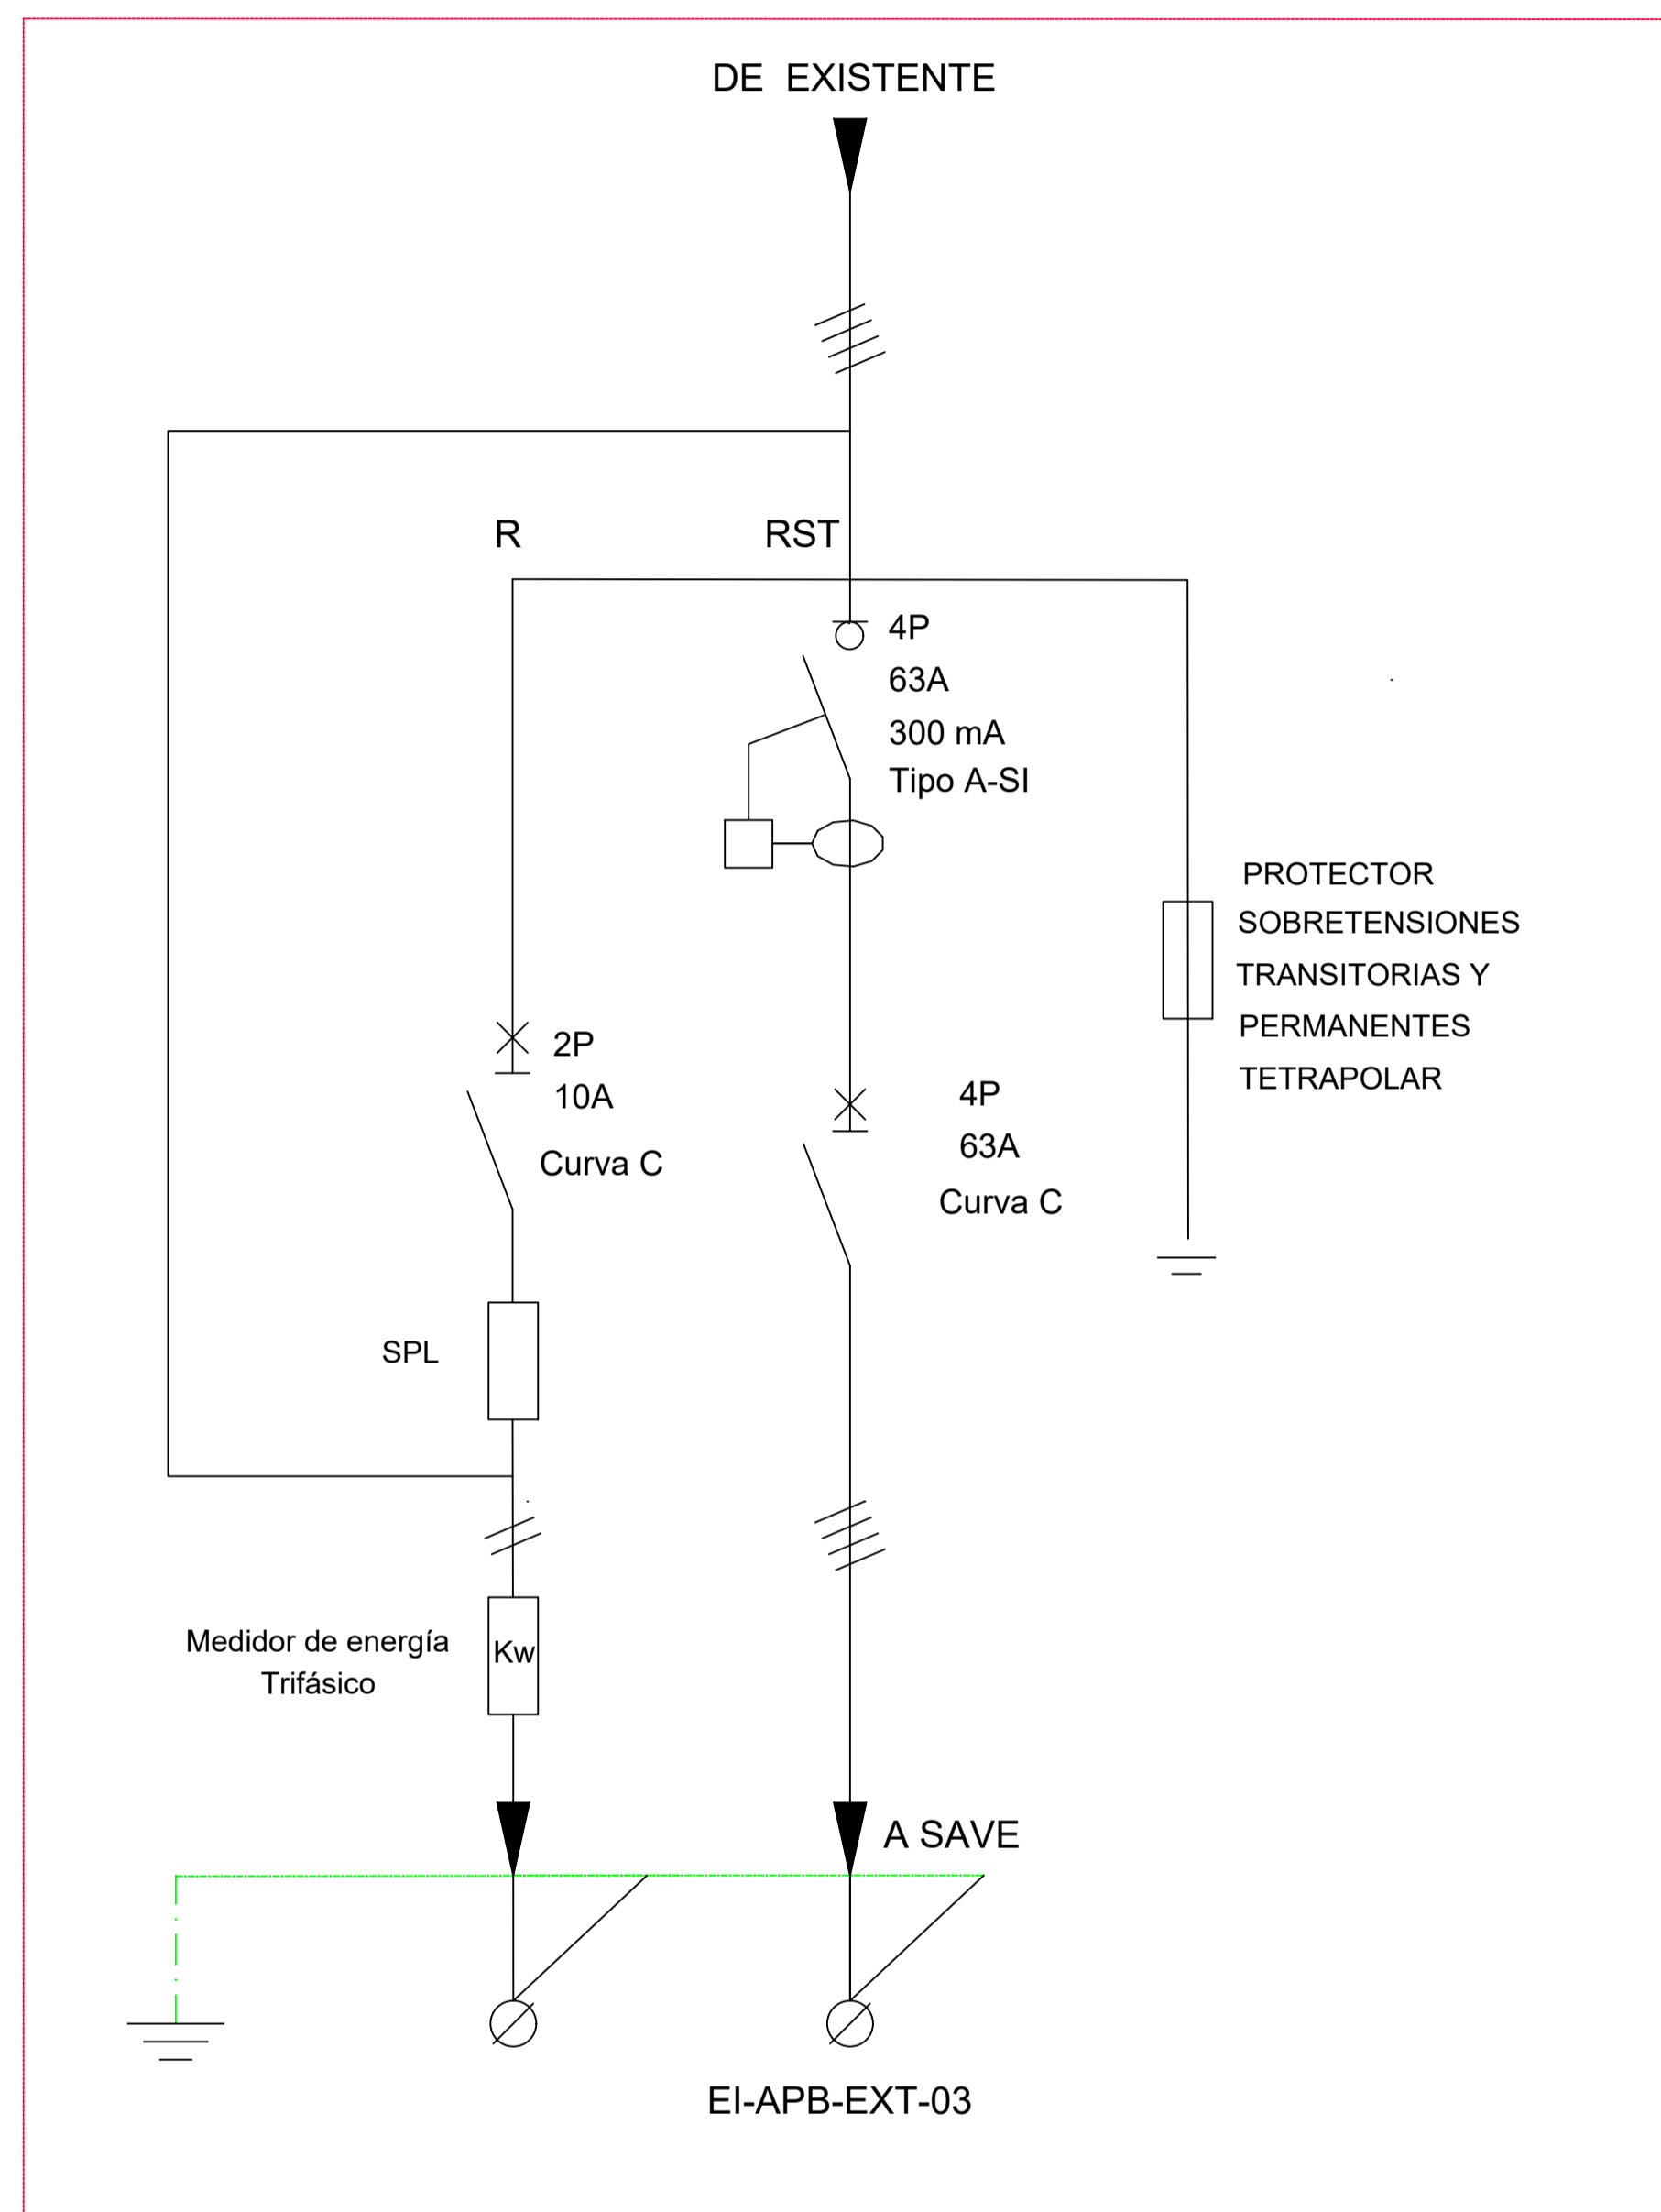 DE EXISTENTE
R
RST
4P
63A
300 mA
Tipo A-SI
PROTECTOR
SOBRETENSIONES
TRANSITORIAS Y
PERMANENTES
TETRAPOLAR
2P
10A
Curva C
4P
63A
Curva C
SPL
Medidor de energía
Trifásico
Kw
A SAVE
EI-APB-EXT-03